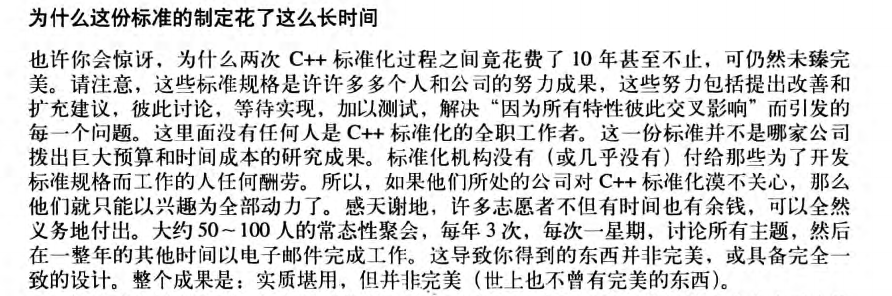 为什么这份标准的制定花了这么长时间
也许你会惊讶，为什么两次 C++ 标准化过程之间竟花费了 10 年甚至不止，可仍然未臻完
美。请注意，这些标准规格是许许多多个人和公司的努力成果，这些努力包括提出改善和
扩充建议，彼此讨论，等待实现，加以测试，解决“因为所有特性彼此交叉影响”而引发的
每一个问题。这里面没有任何人是 C++ 标准化的全职工作者。这一份标准并不是哪家公司
拨出巨大预算和时间成本的研究成果。标准化机构没有（或几乎没有）付给那些为了开发
标准规格而工作的人任何酬劳。所以，如果他们所处的公司对 C++ 标准化漠不关心，那么
他们就只能以兴趣为全部动力了。感天谢地，许多志愿者不但有时间也有余钱，可以全然
义务地付出。大约 50～100 人的常态性聚会，每年 3 次，每次一星期，讨论所有主题，然后
在一整年的其他时间以电子邮件完成工作。这导致你得到的东西并非完美，或具备完全一
致的设计。整个成果是：实质堪用，但并非完美（世上也不曾有完美的东西）。